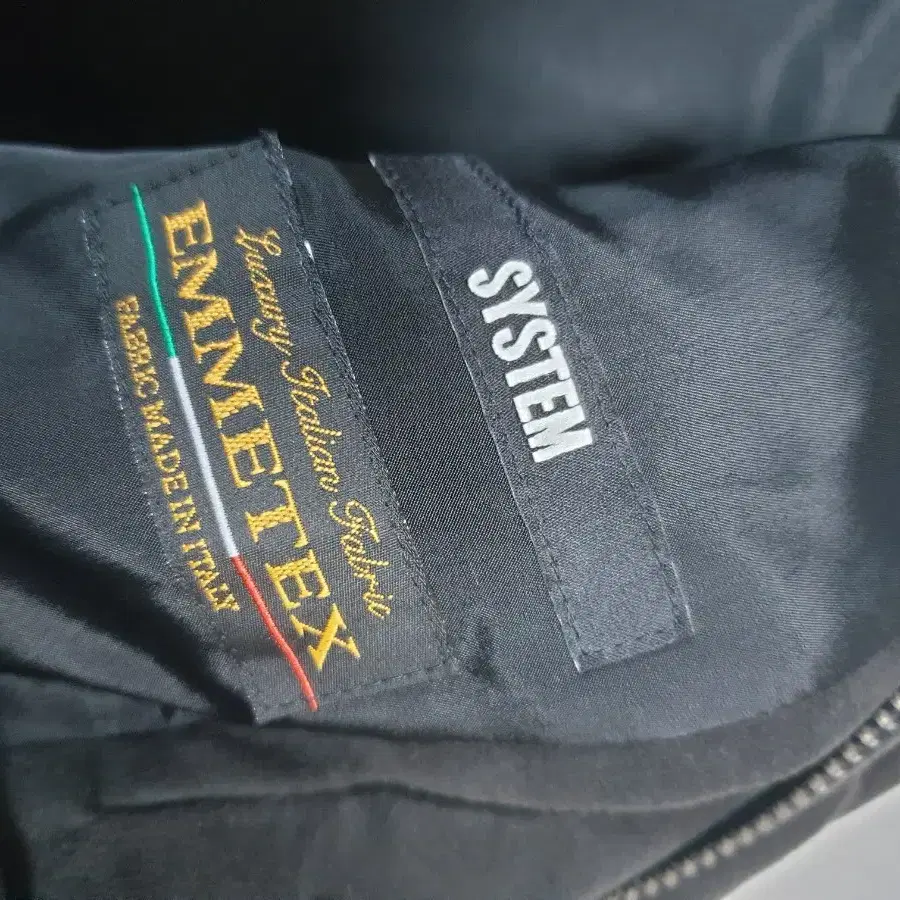 Luxury Italian Fabric
EMMETEX
FABRIC MADE IN ITALY
SYSTEM